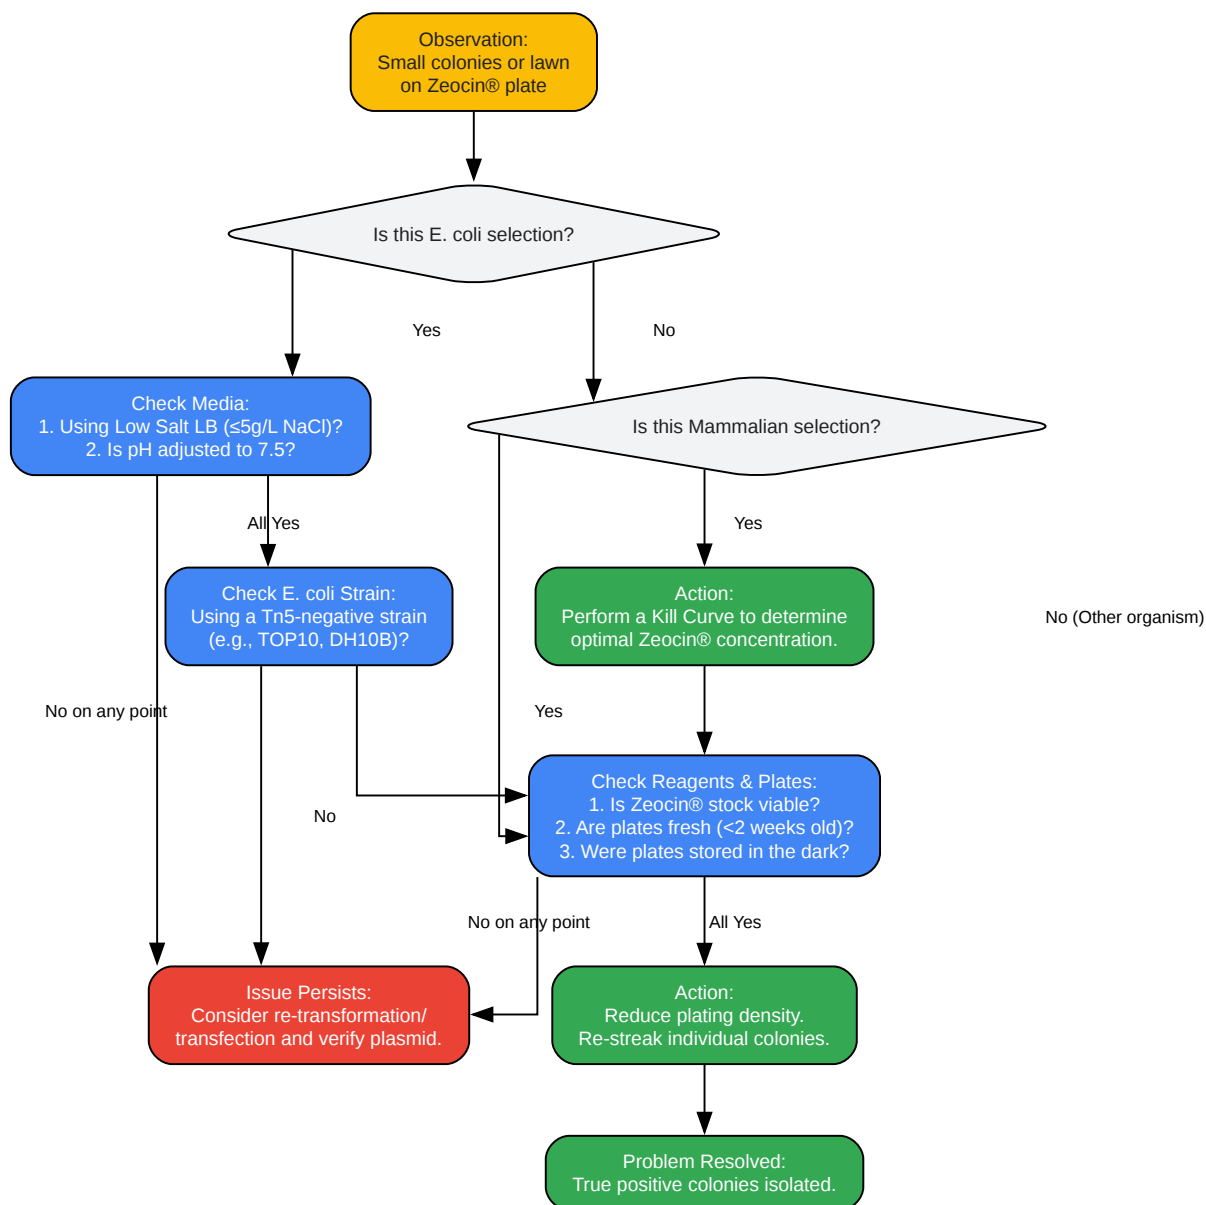 Observation:
Small colonies or lawn
on Zeocin® plate
Is this E. coli selection?
Yes
No
Check Media:
1. Using Low Salt LB (≤5g/L NaCl)?
2. Is pH adjusted to 7.5?
Is this Mammalian selection?
All Yes
Yes
Check E. coli Strain:
Using a Tn5-negative strain
(e.g., TOP10, DH10B)?
Action:
Perform a Kill Curve to determine
optimal Zeocin® concentration.
No (Other organism)
No on any point
Yes
Check Reagents & Plates:
1. Is Zeocin® stock viable?
2. Are plates fresh (<2 weeks old)?
3. Were plates stored in the dark?
No
No on any point
All Yes
Issue Persists:
Consider re-transformation/
transfection and verify plasmid.
Action:
Reduce plating density.
Re-streak individual colonies.
Problem Resolved:
True positive colonies isolated.